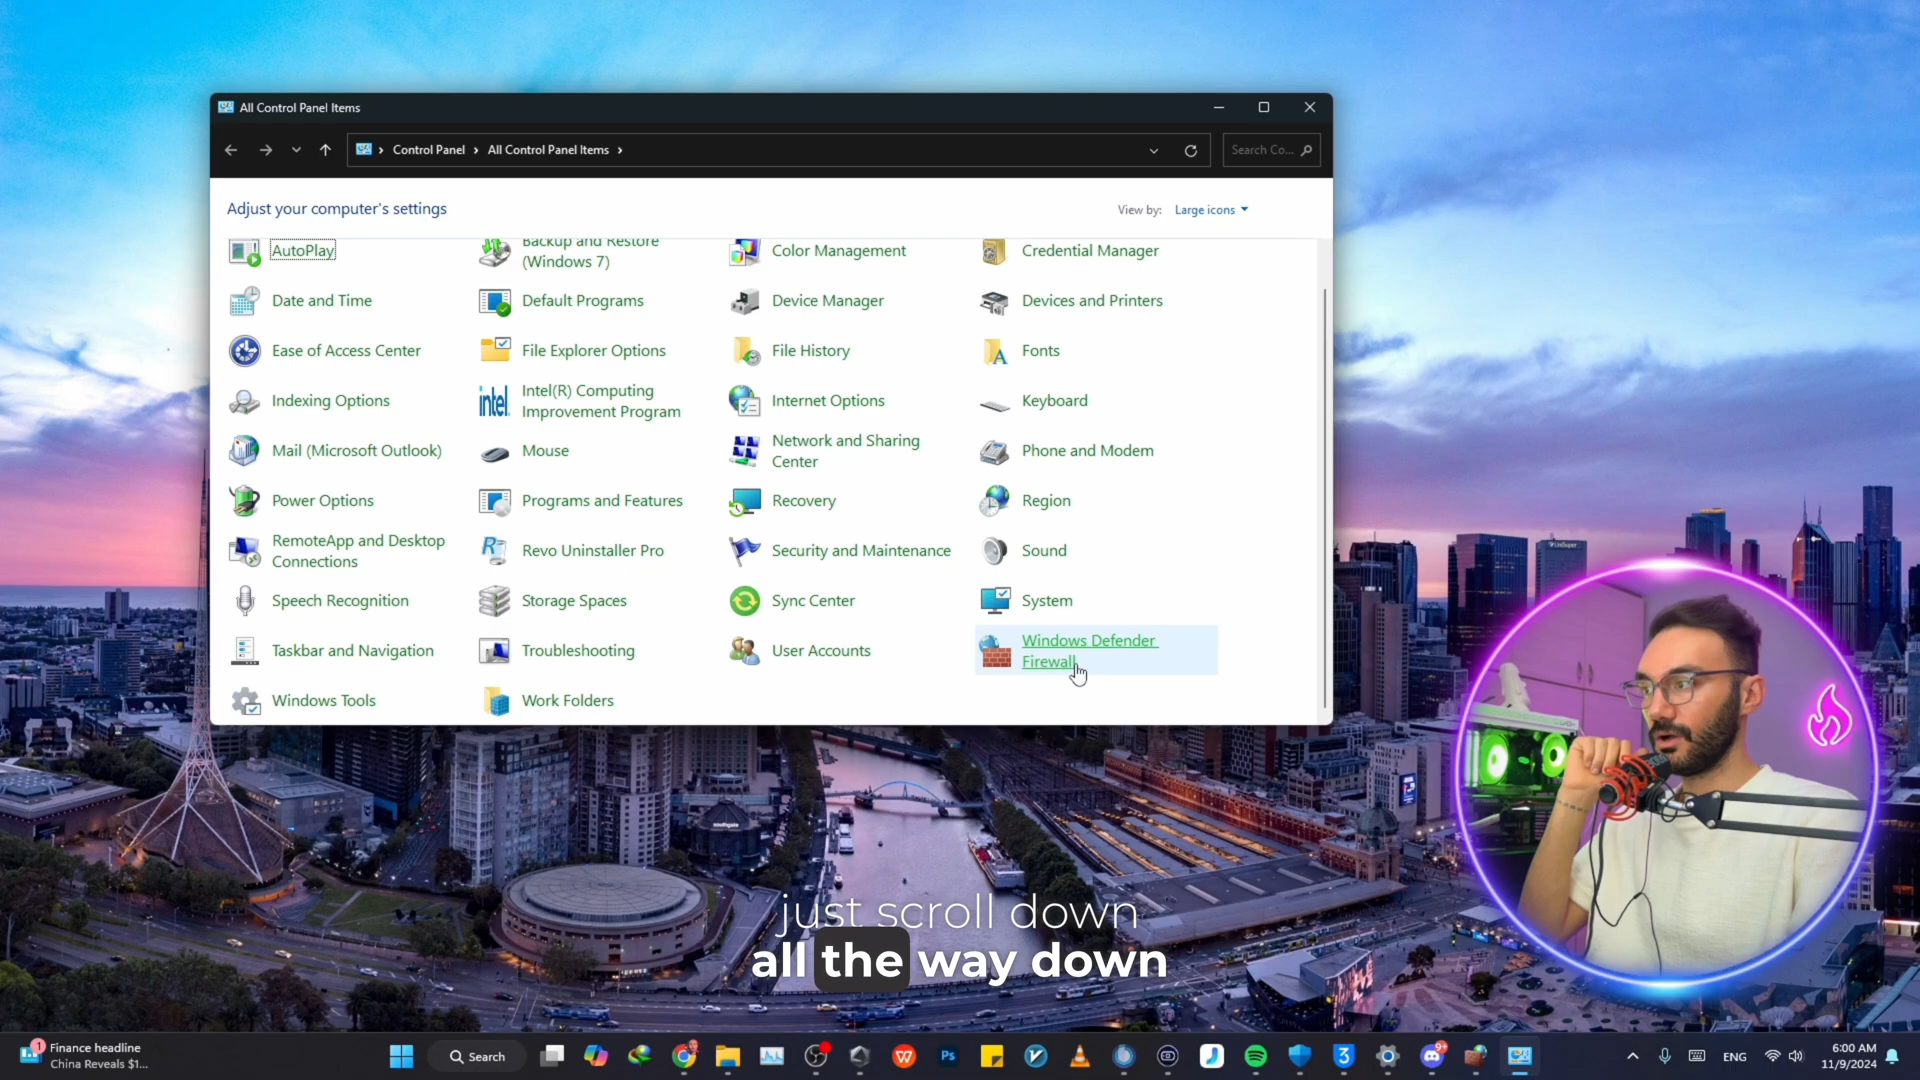 All Control Panel Items
Control Panel
All Control Panel Items
Search Co...
Adjust your computer's settings
View by:
Large icons
AutoPlay
Backup and Restore
(Windows 7)
Color Management
Credential Manager
Date and Time
Default Programs
Device Manager
Devices and Printers
Ease of Access Center
File Explorer Options
File History
Fonts
Indexing Options
Intel(R) Computing
Improvement Program
Internet Options
Keyboard
Mail (Microsoft Outlook)
Mouse
Network and Sharing
Center
Phone and Modem
Power Options
Programs and Features
Recovery
Region
RemoteApp and Desktop
Connections
Revo Uninstaller Pro
Security and Maintenance
Sound
Speech Recognition
Storage Spaces
Sync Center
System
Taskbar and Navigation
Troubleshooting
User Accounts
Windows Defender
Firewall
Windows Tools
Work Folders
intel
just scroll down
all the way down
1
Finance headline
China Reveals $1...
Search
Ps
3
9+
ENG
6:00 AM
11/9/2024